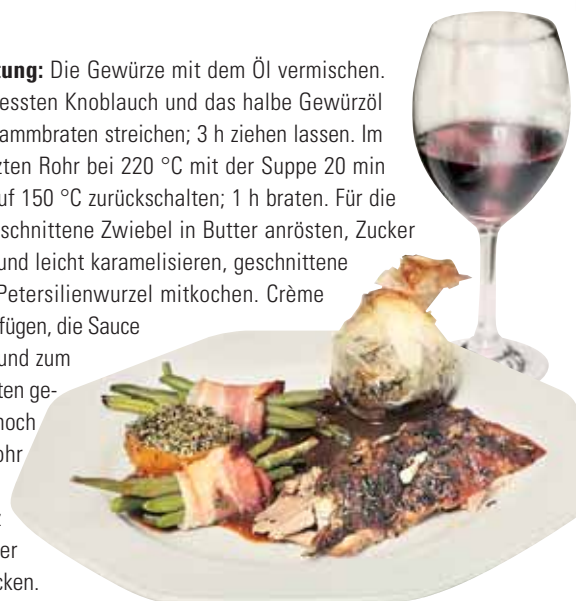 tung: Die Gewürze mit dem Öl vermischen.
essten Knoblauch und das halbe Gewürzöl
ammbraten streichen; 3 h ziehen lassen. Im
zten Rohr bei 220 °C mit der Suppe 20 min
uf 150 °C zurückschalten; 1 h braten. Für die
schnittene Zwiebel in Butter anrösten, Zucker
und leicht karamelisieren, geschnittene
Petersilienwurzel mitkochen. Crème
fügen, die Sauce
und zum
ten ge-
noch
ohr
er
cken.